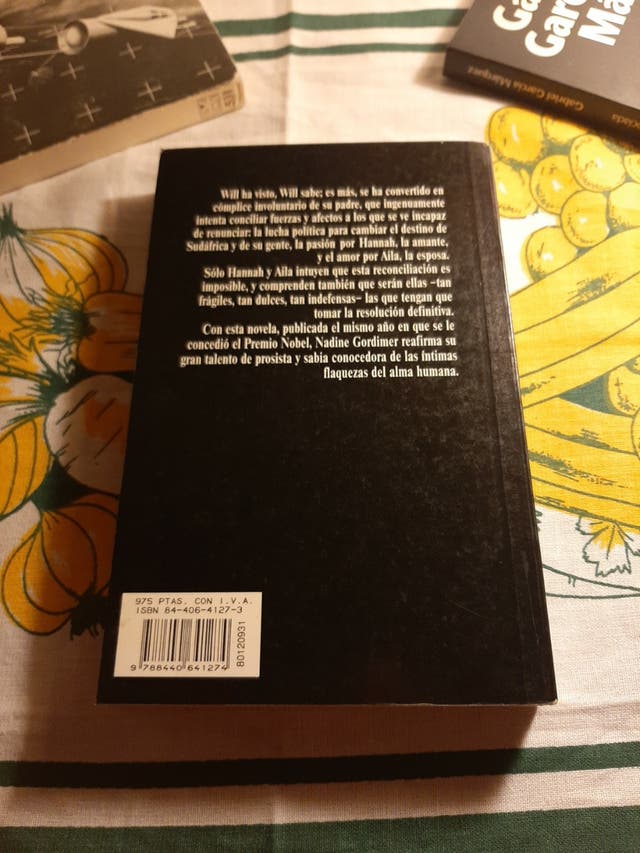 Ga
García
Má
Gabriel García Márquez
Will ha visto, Will sabe; es más, se ha convertido en
cómplice involuntario de su padre, que ingenuamente
intenta conciliar fuerzas y afectos a los que se ve incapaz
de renunciar: la lucha política para cambiar el destino de
Sudáfrica y de su gente, la pasión por Hannah, la amante,
y el amor por Aila, la esposa.
Sólo Hannah y Aila intuyen que esta reconciliación es
imposible, y comprenden también que serán ellas –tan
frágiles, tan dulces, tan indefensas– las que tengan que
tomar la resolución definitiva.
Con esta novela, publicada el mismo año en que se le
concedió el Premio Nobel, Nadine Gordimer reafirma su
gran talento de prosista y sabia conocedora de las íntimas
flaquezas del alma humana.
975 PTAS. CON I.V.A.
ISBN 84-406-4127-3
9 788440 641274
80120931